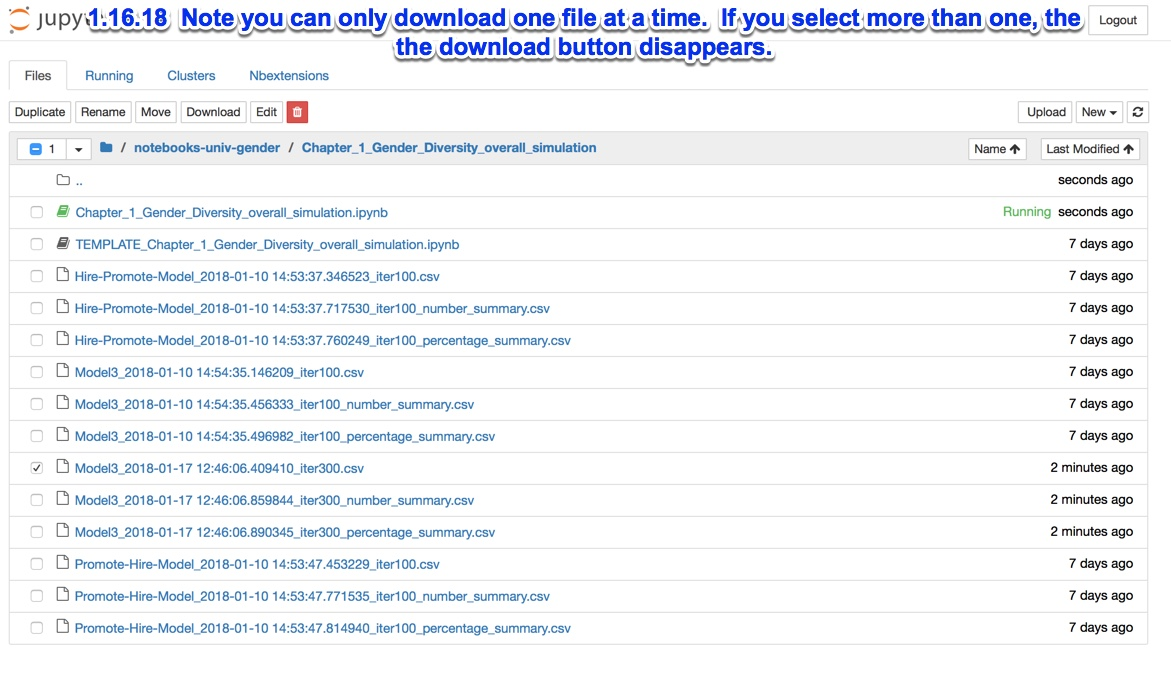 jupy
1.16.18 Note you can only download one file at a time. If you select more than one, the
the download button disappears.
Logout
Files Running Clusters Nbextensions
Duplicate Rename Move Download Edit Upload New
1 / notebooks-univ-gender / Chapter_1_Gender_Diversity_overall_simulation Name Last Modified
.. seconds ago
Chapter_1_Gender_Diversity_overall_simulation.ipynb Running seconds ago
TEMPLATE_Chapter_1_Gender_Diversity_overall_simulation.ipynb 7 days ago
Hire-Promote-Model_2018-01-10 14:53:37.346523_iter100.csv 7 days ago
Hire-Promote-Model_2018-01-10 14:53:37.717530_iter100_number_summary.csv 7 days ago
Hire-Promote-Model_2018-01-10 14:53:37.760249_iter100_percentage_summary.csv 7 days ago
Model3_2018-01-10 14:54:35.146209_iter100.csv 7 days ago
Model3_2018-01-10 14:54:35.456333_iter100_number_summary.csv 7 days ago
Model3_2018-01-10 14:54:35.496982_iter100_percentage_summary.csv 7 days ago
Model3_2018-01-17 12:46:06.409410_iter300.csv 2 minutes ago
Model3_2018-01-17 12:46:06.859844_iter300_number_summary.csv 2 minutes ago
Model3_2018-01-17 12:46:06.890345_iter300_percentage_summary.csv 2 minutes ago
Promote-Hire-Model_2018-01-10 14:53:47.453229_iter100.csv 7 days ago
Promote-Hire-Model_2018-01-10 14:53:47.771535_iter100_number_summary.csv 7 days ago
Promote-Hire-Model_2018-01-10 14:53:47.814940_iter100_percentage_summary.csv 7 days ago